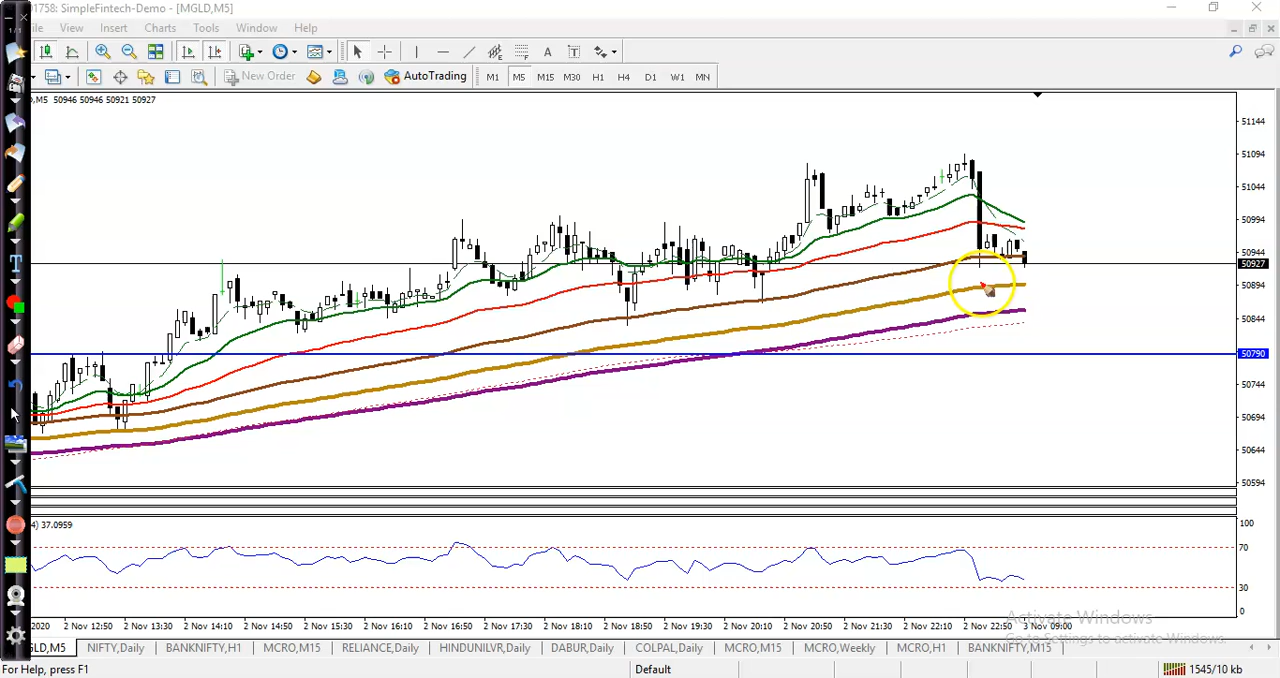 01758: SimpleFintech-Demo - [MGLD,M5]
1/1
ile View Insert Charts Tools Window Help
New Order AutoTrading M1 M5 M15 M30 H1 H4 D1 W1 MN
D,M5 50946 50946 50921 50927
51144
51094
51044
50994
50944
50927
50894
50844
50790
50744
50694
50644
50594
4) 37.0959
100
70
30
0
2020 2 Nov 12:50 2 Nov 13:30 2 Nov 14:10 2 Nov 14:50 2 Nov 15:30 2 Nov 16:10 2 Nov 16:50 2 Nov 17:30 2 Nov 18:10 2 Nov 18:50 2 Nov 19:30 2 Nov 20:10 2 Nov 20:50 2 Nov 21:30 2 Nov 22:10 2 Nov 22:50 3 Nov 09:00
Activate Windows
Go to Settings to activate Windows.
GLD,M5 NIFTY,Daily BANKNIFTY,H1 MCRO,M15 RELIANCE,Daily HINDUNILVR,Daily DABUR,Daily COLPAL,Daily MCRO,M15 MCRO,Weekly MCRO,H1 BANKNIFTY,M15
For Help, press F1 Default 1545/10 kb